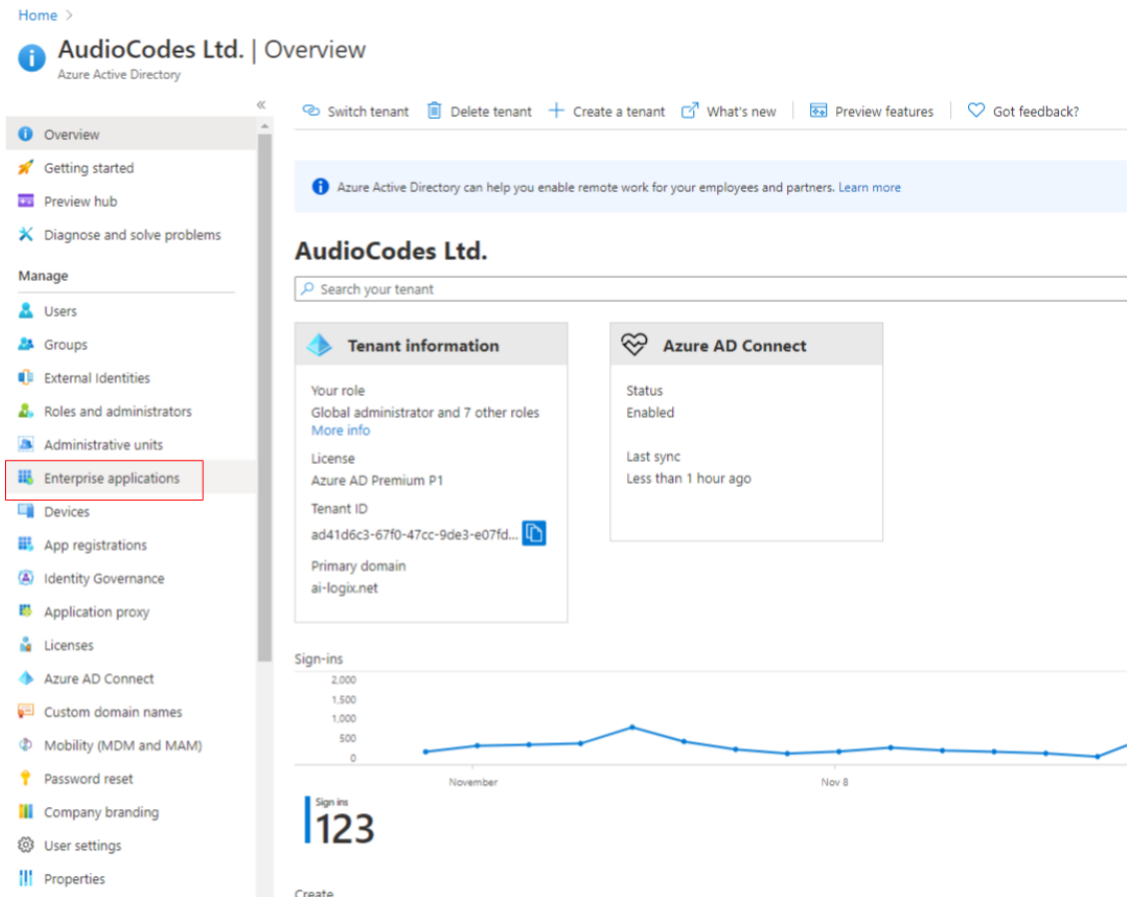 Home >
AudioCodes Ltd. | Overview
Azure Active Directory
Switch tenant Delete tenant Create a tenant What's new Preview features Got feedback?
Overview
Getting started
Preview hub
Diagnose and solve problems
Manage
Users
Groups
External Identities
Roles and administrators
Administrative units
Enterprise applications
Devices
App registrations
Identity Governance
Application proxy
Licenses
Azure AD Connect
Custom domain names
Mobility (MDM and MAM)
Password reset
Company branding
User settings
Properties
Azure Active Directory can help you enable remote work for your employees and partners. Learn more
AudioCodes Ltd.
Search your tenant
Tenant information
Your role
Global administrator and 7 other roles
More info
License
Azure AD Premium P1
Tenant ID
ad41d6c3-67f0-47cc-9de3-e07fd...
Primary domain
ai-logix.net
Azure AD Connect
Status
Enabled
Last sync
Less than 1 hour ago
Sign-ins
2,000
1,500
1,000
500
0
November Nov 8
Sign ins
123
Create